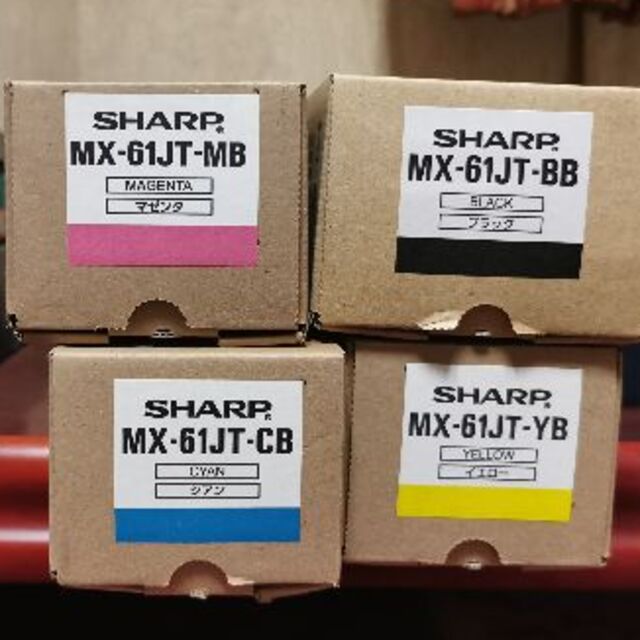 SHARP
MX-61JT-MB
MAGENTA
マゼンタ
SHARP
MX-61JT-BB
BLACK
ブラック
SHARP
MX-61JT-CB
CYAN
シアン
SHARP
MX-61JT-YB
YELLOW
イエロー